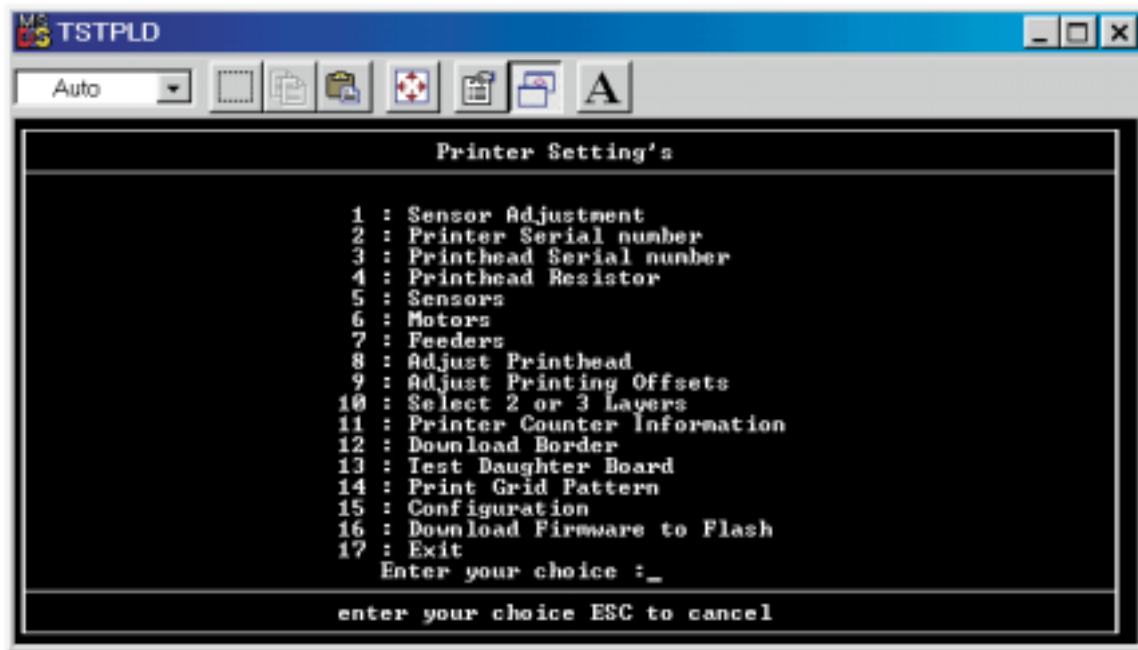 TSTPLD
Auto
A
Printer Setting's
1 : Sensor Adjustment
2 : Printer Serial number
3 : Printhead Serial number
4 : Printhead Resistor
5 : Sensors
6 : Motors
7 : Feeders
8 : Adjust Printhead
9 : Adjust Printing Offsets
10 : Select 2 or 3 Layers
11 : Printer Counter Information
12 : Download Border
13 : Test Daughter Board
14 : Print Grid Pattern
15 : Configuration
16 : Download Firmware to Flash
17 : Exit
Enter your choice :_
enter your choice ESC to cancel